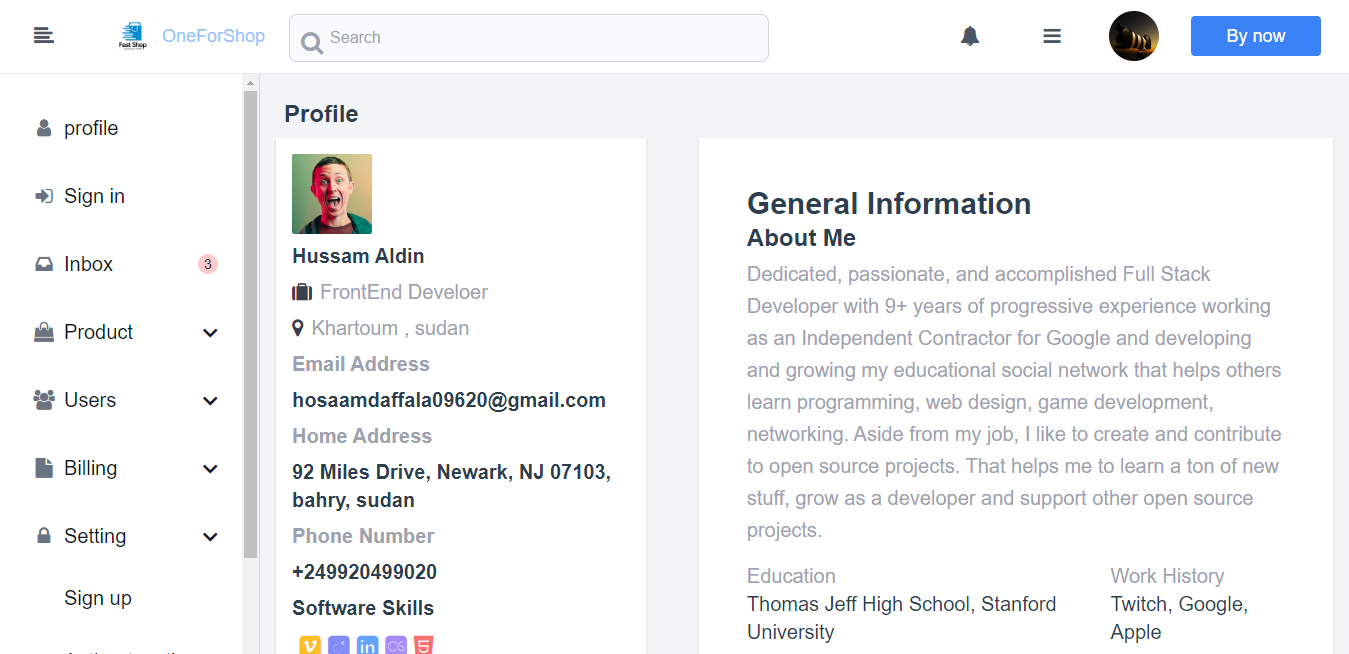 Fast Shop
OneForShop
Search
By now
profile
Sign in
Inbox
3
Product
Users
Billing
Setting
Sign up
Profile
Hussam Aldin
FrontEnd Develoer
Khartoum , sudan
Email Address
hosaamdaffala09620@gmail.com
Home Address
92 Miles Drive, Newark, NJ 07103,
bahry, sudan
Phone Number
+249920499020
Software Skills
in
CS
5
General Information
About Me
Dedicated, passionate, and accomplished Full Stack
Developer with 9+ years of progressive experience working
as an Independent Contractor for Google and developing
and growing my educational social network that helps others
learn programming, web design, game development,
networking. Aside from my job, I like to create and contribute
to open source projects. That helps me to learn a ton of new
stuff, grow as a developer and support other open source
projects.
Education
Thomas Jeff High School, Stanford
University
Work History
Twitch, Google,
Apple